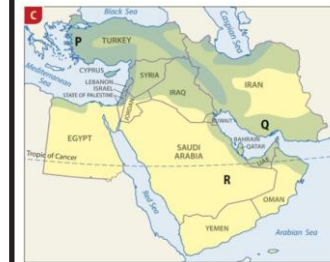 C
Black Sea
Caspian Sea
P
TURKEY
Mediterranean
Sea
CYPRUS
LEBANON
ISRAEL
STATE OF PALESTINE
SYRIA
JORDAN
IRAQ
IRAN
KUWAIT
Q
BAHRAIN
QATAR
UAE
EGYPT
SAUDI
ARABIA
Tropic of Cancer
R
Red Sea
OMAN
YEMEN
Arabian Sea